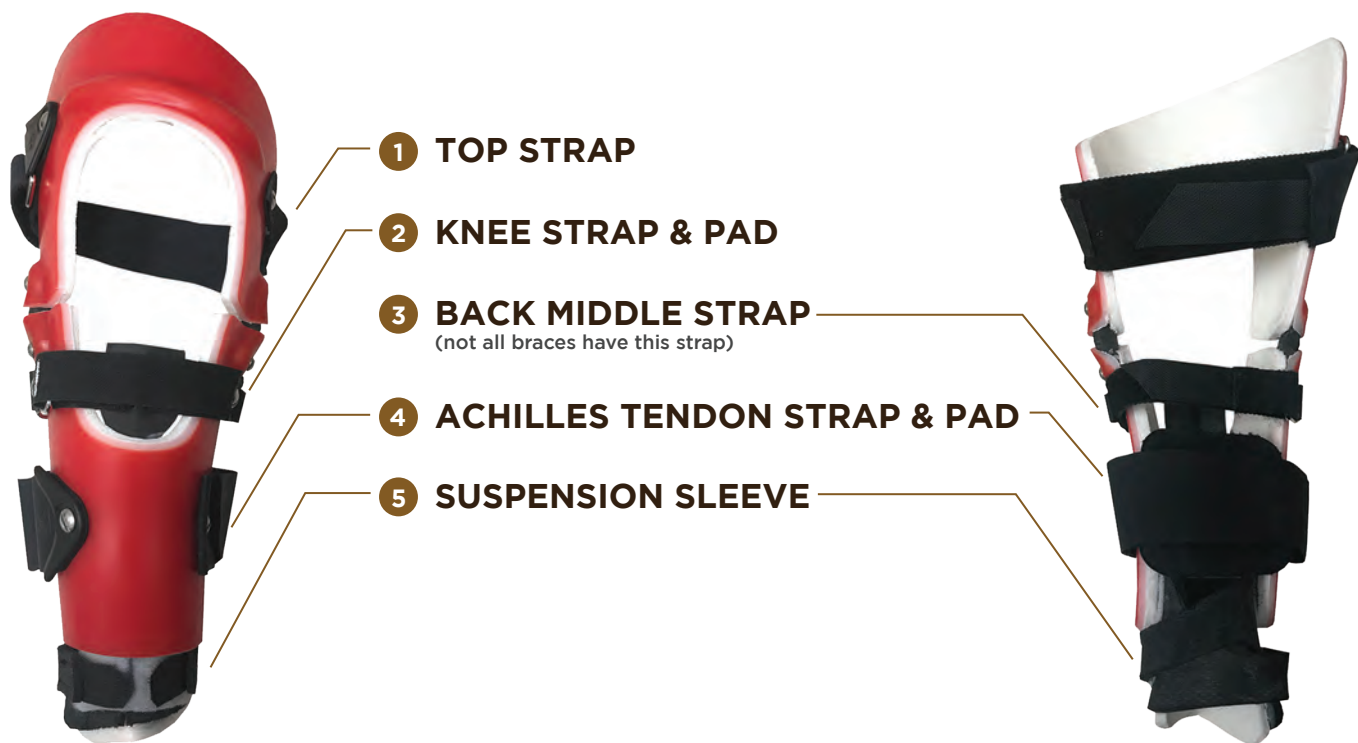 1 TOP STRAP
2 KNEE STRAP & PAD
3 BACK MIDDLE STRAP
(not all braces have this strap)
4 ACHILLES TENDON STRAP & PAD
5 SUSPENSION SLEEVE